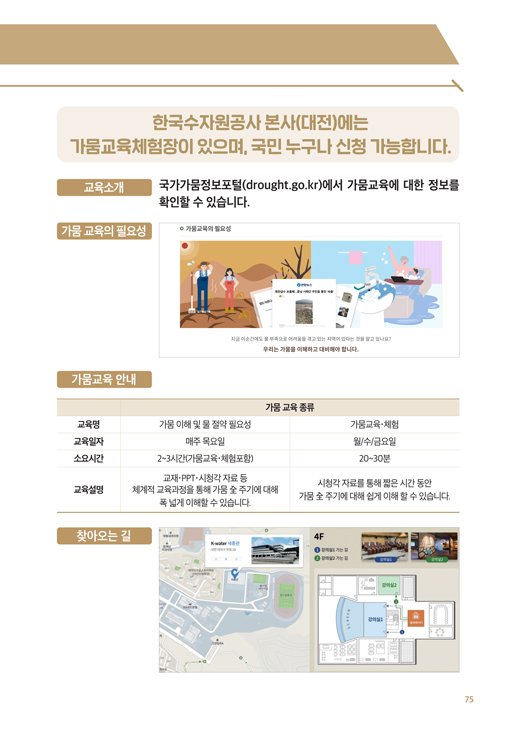 한국수자원공사 본사(대전)에는
가뭄교육체험장이 있으며, 국민 누구나 신청 가능합니다.
교육소개
국가가뭄정보포털(drought.go.kr)에서 가뭄교육에 대한 정보를
확인할 수 있습니다.
가뭄 교육의 필요성
가뭄교육의 필요성
지금 이순간에도 물 부족으로 어려움을 겪고 있는 지역이 있다는 것을 알고 있나요?
우리는 가뭄을 이해하고 대비해야 합니다.
가뭄교육 안내
가뭄 교육 종류
교육명 가뭄 이해 및 물 절약 필요성 가뭄교육·체험
교육일자 매주 목요일 월/수/금요일
소요시간 2~3시간(가뭄교육·체험포함) 20~30분
교육설명
교재·PPT·시청각 자료 등
체계적 교육과정을 통해 가뭄 全 주기에 대해
폭 넓게 이해할 수 있습니다.
시청각 자료를 통해 짧은 시간 동안
가뭄 全 주기에 대해 쉽게 이해 할 수 있습니다.
찾아오는 길
K-water 세종관
4F
1 강의실1 가는 길
2 강의실2 가는 길
강의실1
강의실2
강의실2
강의실1
75